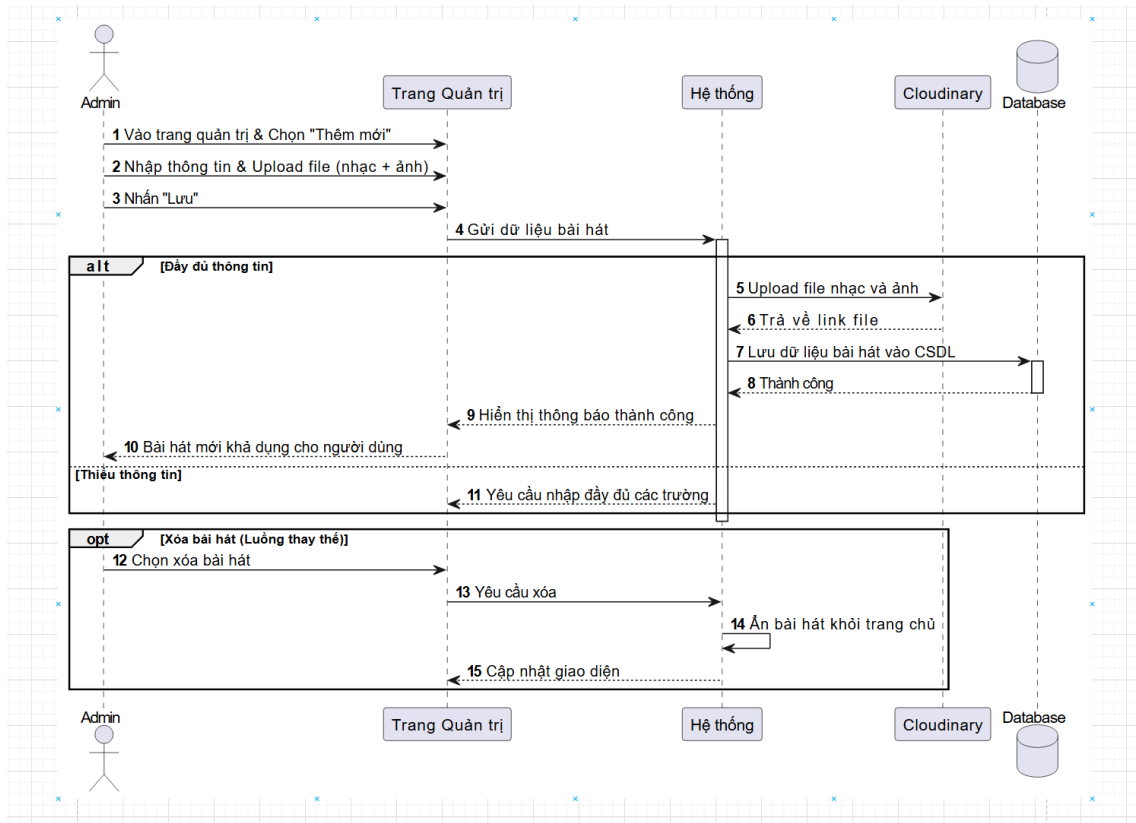 Admin
Trang Quản trị
Hệ thống
Cloudinary
Database
1 Vào trang quản trị & Chọn "Thêm mới"
2 Nhập thông tin & Upload file (nhạc + ảnh)
3 Nhấn "Lưu"
4 Gửi dữ liệu bài hát
alt [Đầy đủ thông tin]
5 Upload file nhạc và ảnh
6 Trả về link file
7 Lưu dữ liệu bài hát vào CSDL
8 Thành công
9 Hiển thị thông báo thành công
10 Bài hát mới khả dụng cho người dùng
[Thiếu thông tin]
11 Yêu cầu nhập đầy đủ các trường
opt [Xóa bài hát (Luồng thay thế)]
12 Chọn xóa bài hát
13 Yêu cầu xóa
14 Ẩn bài hát khỏi trang chủ
15 Cập nhật giao diện
Admin
Trang Quản trị
Hệ thống
Cloudinary
Database